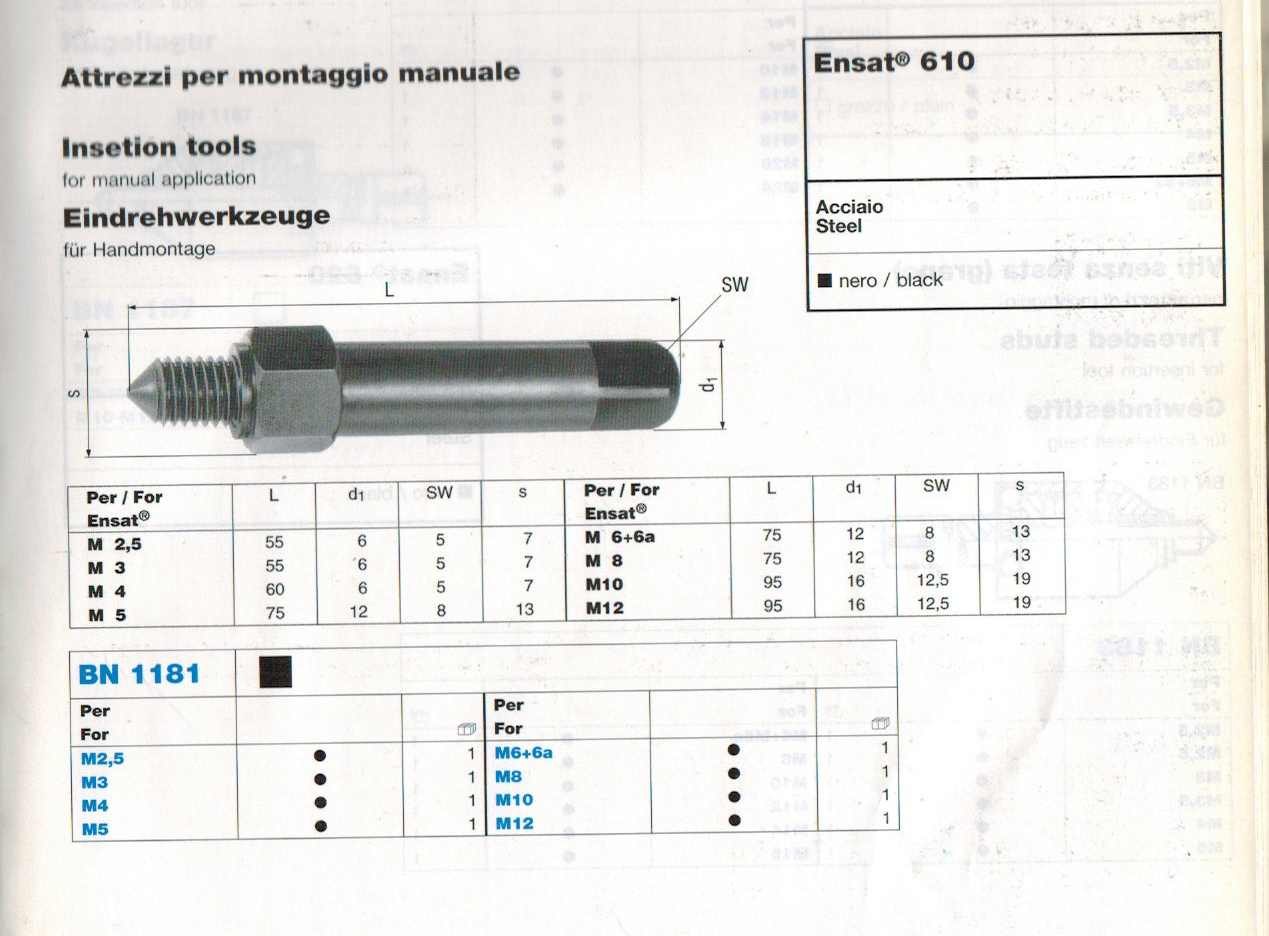 Attrezzi per montaggio manuale
Insetion tools
for manual application
Eindrehwerkzeuge
für Handmontage
Ensat® 610
Acciaio
Steel
nero / black
L
SW
s
d1
Per / For Ensat® L d1 SW s Per / For Ensat® L d1 SW s
M 2,5 55 6 5 7 M 6+6a 75 12 8 13
M 3 55 6 5 7 M 8 75 12 8 13
M 4 60 6 5 7 M10 95 16 12,5 19
M 5 75 12 8 13 M12 95 16 12,5 19
BN 1181
Per Per
For For
M2,5 ● 1 M6+6a ● 1
M3 ● 1 M8 ● 1
M4 ● 1 M10 ● 1
M5 ● 1 M12 ● 1